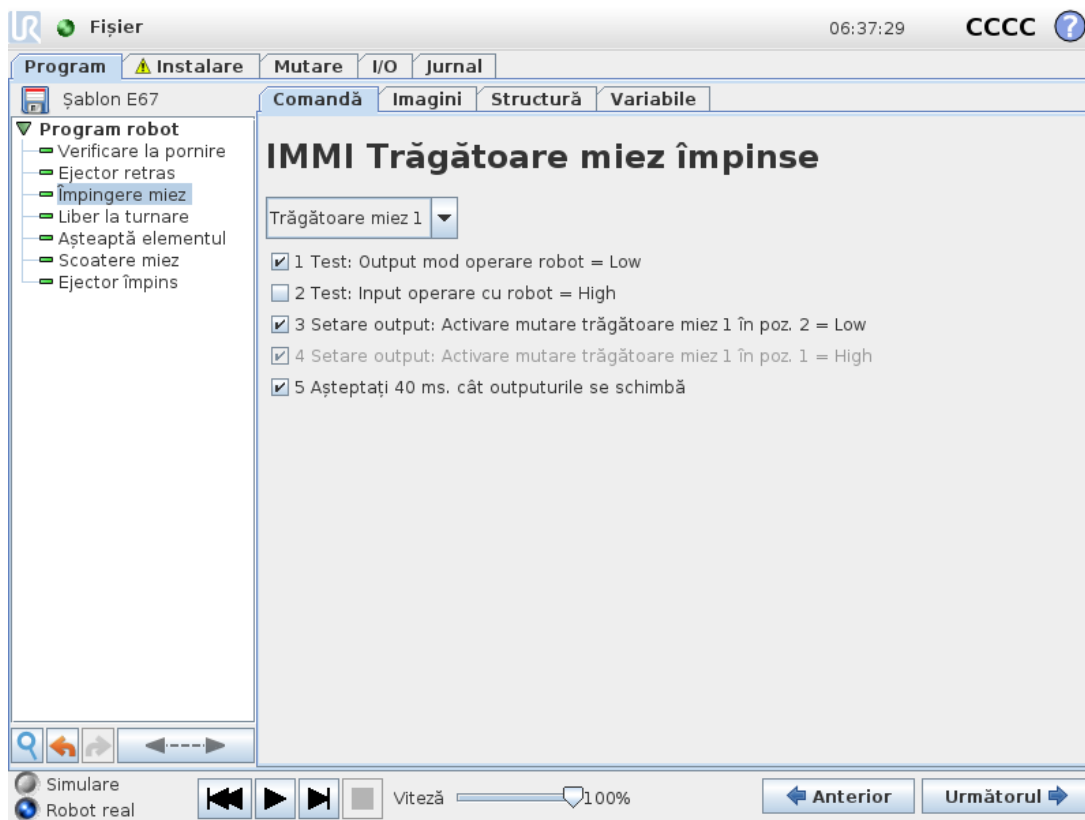 UR Fișier 06:37:29 CCCC ?
Program Instalare Mutare I/O Jurnal
Șablon E67
Comandă Imagini Structură Variabile
Program robot
Verificare la pornire
Ejector retras
Împingere miez
Liber la turnare
Așteaptă elementul
Scoatere miez
Ejector împins
IMMI Trăgătoare miez împinse
Trăgătoare miez 1
1 Test: Output mod operare robot = Low
2 Test: Input operare cu robot = High
3 Setare output: Activare mutare trăgătoare miez 1 în poz. 2 = Low
4 Setare output: Activare mutare trăgătoare miez 1 în poz. 1 = High
5 Așteptați 40 ms. cât outputurile se schimbă
Simulare
Robot real
Viteză 100%
Anterior Următorul